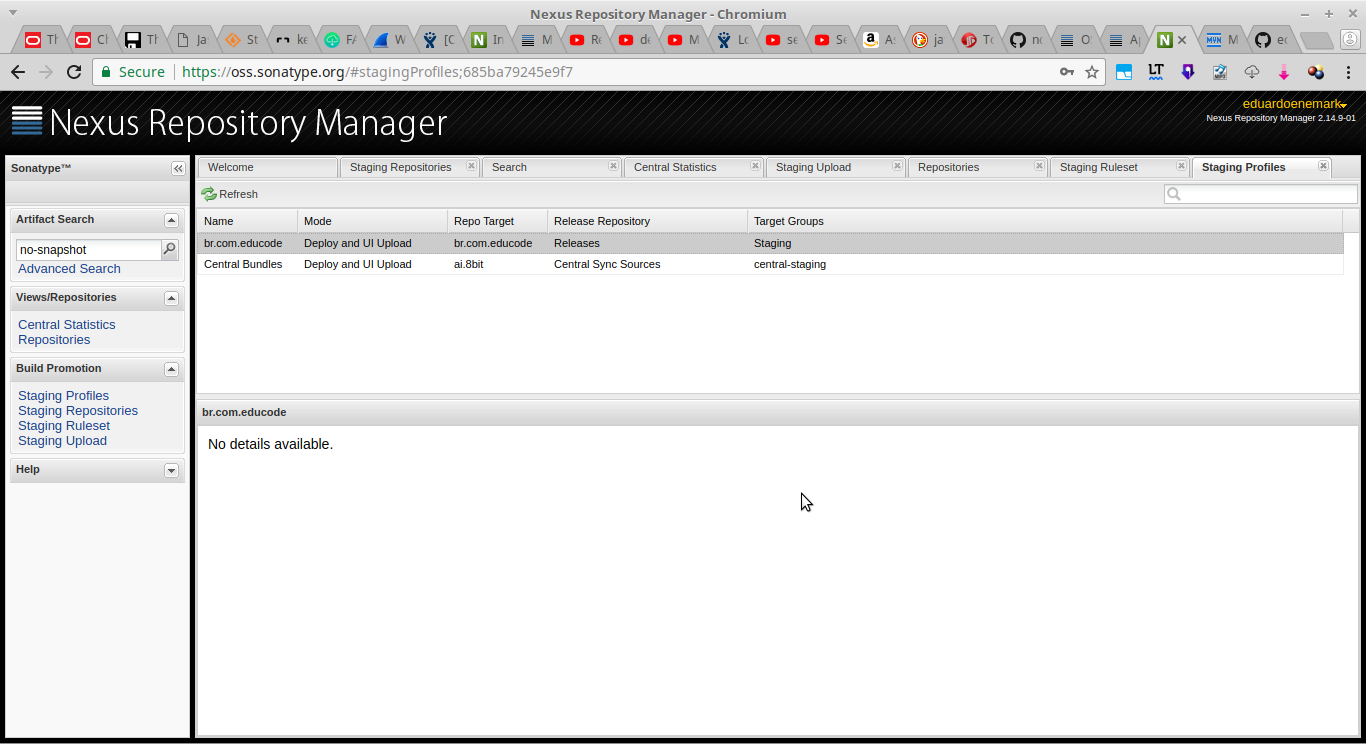 Nexus Repository Manager - Chromium
Th Cl Th Ja St ke FA W [C In M Re de M Lo se Se A: ja To nc O A M ec
Secure https://oss.sonatype.org/#stagingProfiles;685ba79245e9f7
Nexus Repository Manager
eduardoenemark
Nexus Repository Manager 2.14.9-01
Sonatype™
Welcome Staging Repositories Search Central Statistics Staging Upload Repositories Staging Ruleset Staging Profiles
Refresh
Artifact Search
no-snapshot
Advanced Search
Views/Repositories
Central Statistics
Repositories
Build Promotion
Staging Profiles
Staging Repositories
Staging Ruleset
Staging Upload
Help
Name Mode Repo Target Release Repository Target Groups
br.com.educode Deploy and UI Upload br.com.educode Releases Staging
Central Bundles Deploy and UI Upload ai.8bit Central Sync Sources central-staging
br.com.educode
No details available.